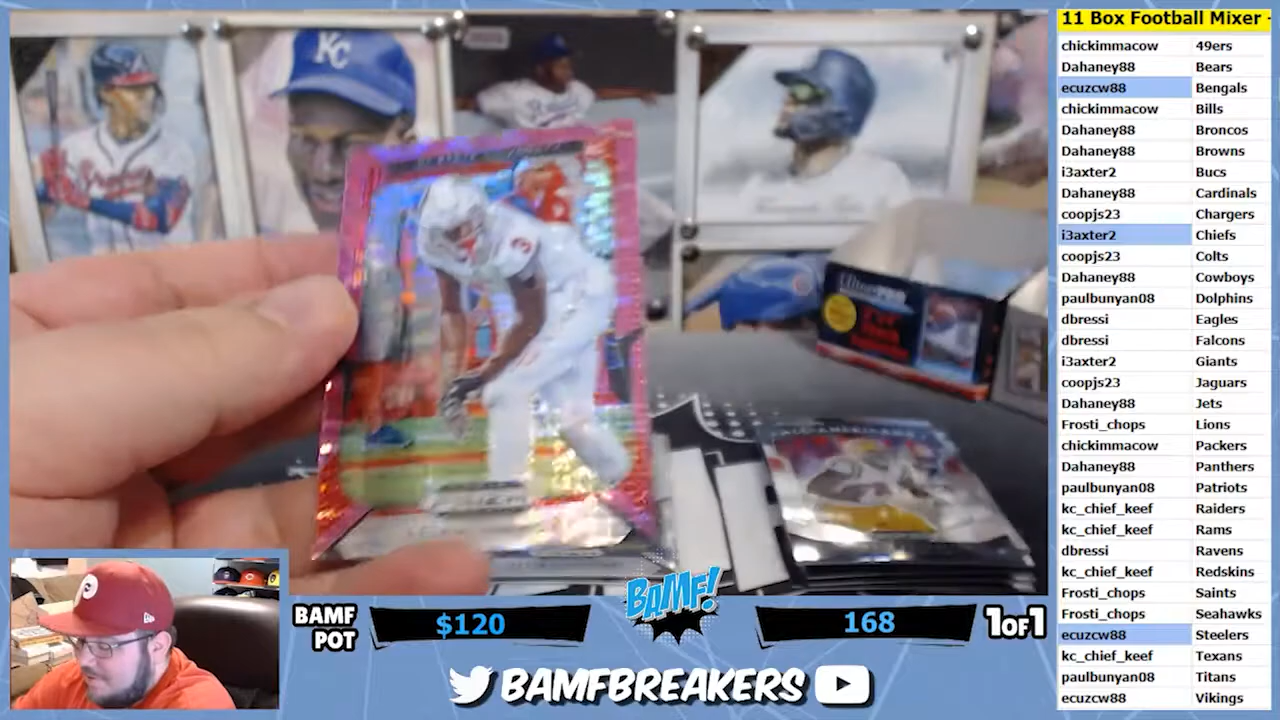 11 Box Football Mixer -
chickimmacow 49ers
Dahaney88 Bears
ecuzcw88 Bengals
chickimmacow Bills
Dahaney88 Broncos
Dahaney88 Browns
i3axter2 Bucs
Dahaney88 Cardinals
coopjs23 Chargers
i3axter2 Chiefs
coopjs23 Colts
Dahaney88 Cowboys
paulbunyan08 Dolphins
dbressi Eagles
dbressi Falcons
i3axter2 Giants
coopjs23 Jaguars
Dahaney88 Jets
Frosti_chops Lions
chickimmacow Packers
Dahaney88 Panthers
paulbunyan08 Patriots
kc_chief_keef Raiders
kc_chief_keef Rams
dbressi Ravens
kc_chief_keef Redskins
Frosti_chops Saints
Frosti_chops Seahawks
ecuzcw88 Steelers
kc_chief_keef Texans
paulbunyan08 Titans
ecuzcw88 Vikings
KC
Braves
3
BAMF POT
$120
BAMF!
168
1 OF 1
BAMFBREAKERS